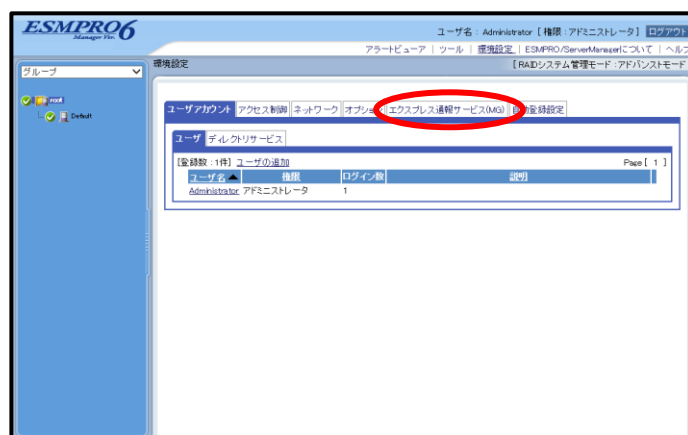 ESMPRO6
Manager Ver.
ユーザ名 : Administrator [ 権限 : アドミニストレータ ] ログアウト
アラートビューア | ツール | 環境設定 | ESMPRO/ServerManagerについて | ヘルプ
グループ
環境設定
[ RAIDシステム管理モード : アドバンストモード
root
Default
ユーザアカウント アクセス制御 ネットワーク オプション エクスプレス通報サービス(MG) 自動登録設定
ユーザ ディレクトリサービス
[登録数 : 1件] ユーザの追加 Page [ 1 ]
ユーザ名 ▲ 権限 ログイン数 説明
Administrator アドミニストレータ 1